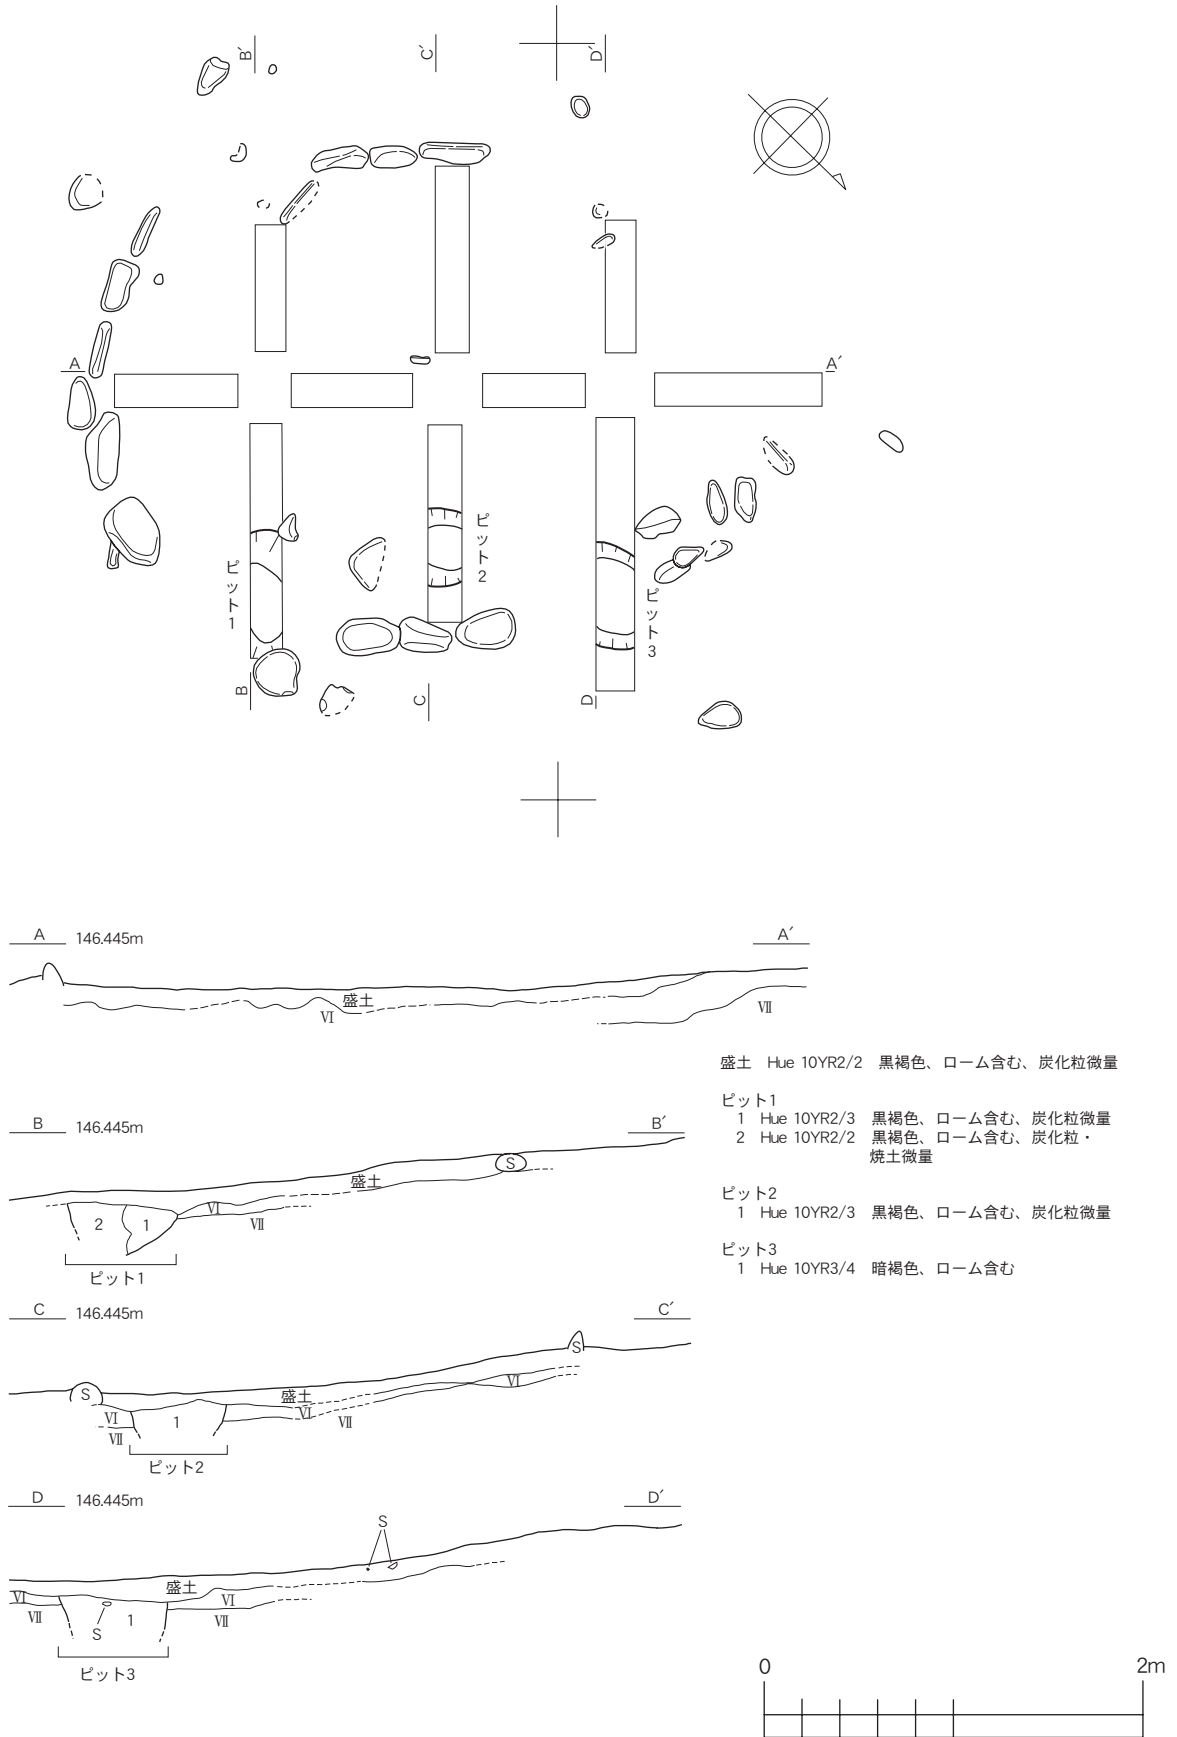 B′
C′
D′
A
A′
ピット1
ピット2
ピット3
B
C
D
A 146.445m A′
盛土
Ⅵ
Ⅶ
盛土 Hue 10YR2/2 黒褐色、ローム含む、炭化粒微量
ピット1
1 Hue 10YR2/3 黒褐色、ローム含む、炭化粒微量
2 Hue 10YR2/2 黒褐色、ローム含む、炭化粒・
焼土微量
ピット2
1 Hue 10YR2/3 黒褐色、ローム含む、炭化粒微量
ピット3
1 Hue 10YR3/4 暗褐色、ローム含む
B 146.445m B′
S
盛土
Ⅵ
Ⅶ
2 1
ピット1
C 146.445m C′
S
S
盛土
Ⅵ
Ⅵ
Ⅵ
Ⅶ
Ⅶ
1
ピット2
D 146.445m D′
S
盛土
Ⅵ
Ⅵ
Ⅶ
Ⅶ
1
S
ピット3
0 2m